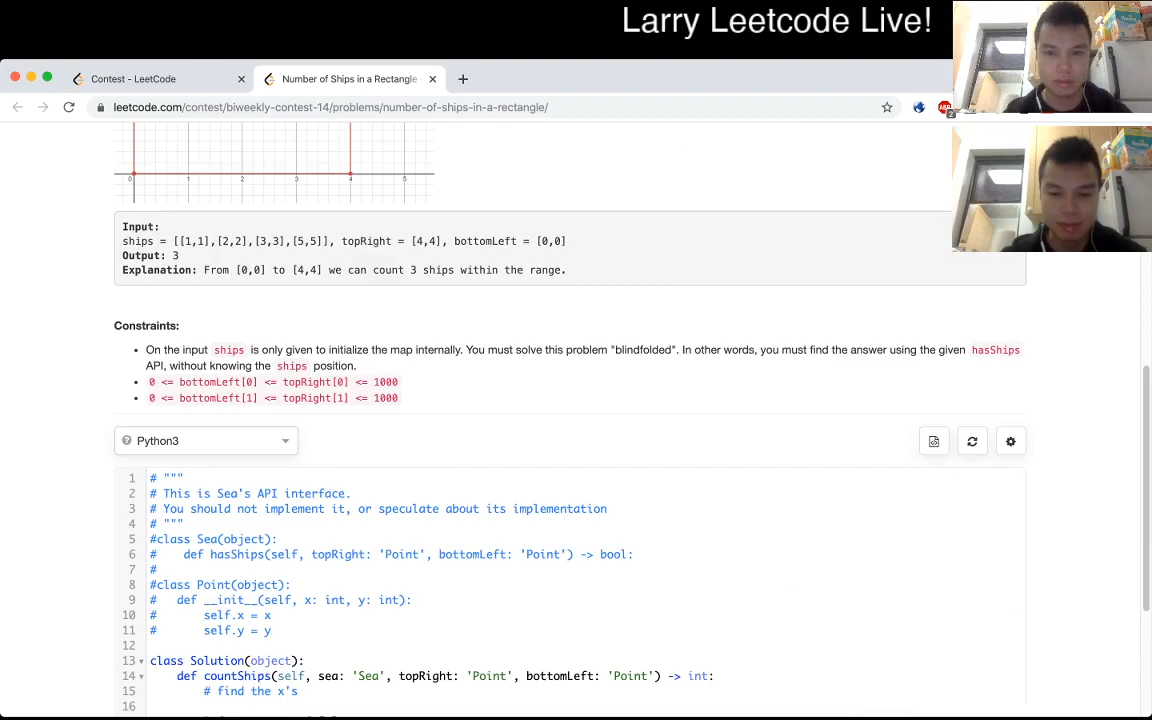 Larry Leetcode Live!
Contest - LeetCode
Number of Ships in a Rectangle
leetcode.com/contest/biweekly-contest-14/problems/number-of-ships-in-a-rectangle/
2
0 1 2 3 4 5
Input:
ships = [[1,1],[2,2],[3,3],[5,5]], topRight = [4,4], bottomLeft = [0,0]
Output: 3
Explanation: From [0,0] to [4,4] we can count 3 ships within the range.
Constraints:
• On the input ships is only given to initialize the map internally. You must solve this problem "blindfolded". In other words, you must find the answer using the given hasShips
API, without knowing the ships position.
• 0 <= bottomLeft[0] <= topRight[0] <= 1000
• 0 <= bottomLeft[1] <= topRight[1] <= 1000
Python3
1 # """
2 # This is Sea's API interface.
3 # You should not implement it, or speculate about its implementation
4 # """
5 #class Sea(object):
6 #    def hasShips(self, topRight: 'Point', bottomLeft: 'Point') -> bool:
7 #
8 #class Point(object):
9 #   def __init__(self, x: int, y: int):
10 #       self.x = x
11 #       self.y = y
12
13 class Solution(object):
14     def countShips(self, sea: 'Sea', topRight: 'Point', bottomLeft: 'Point') -> int:
15         # find the x's
16